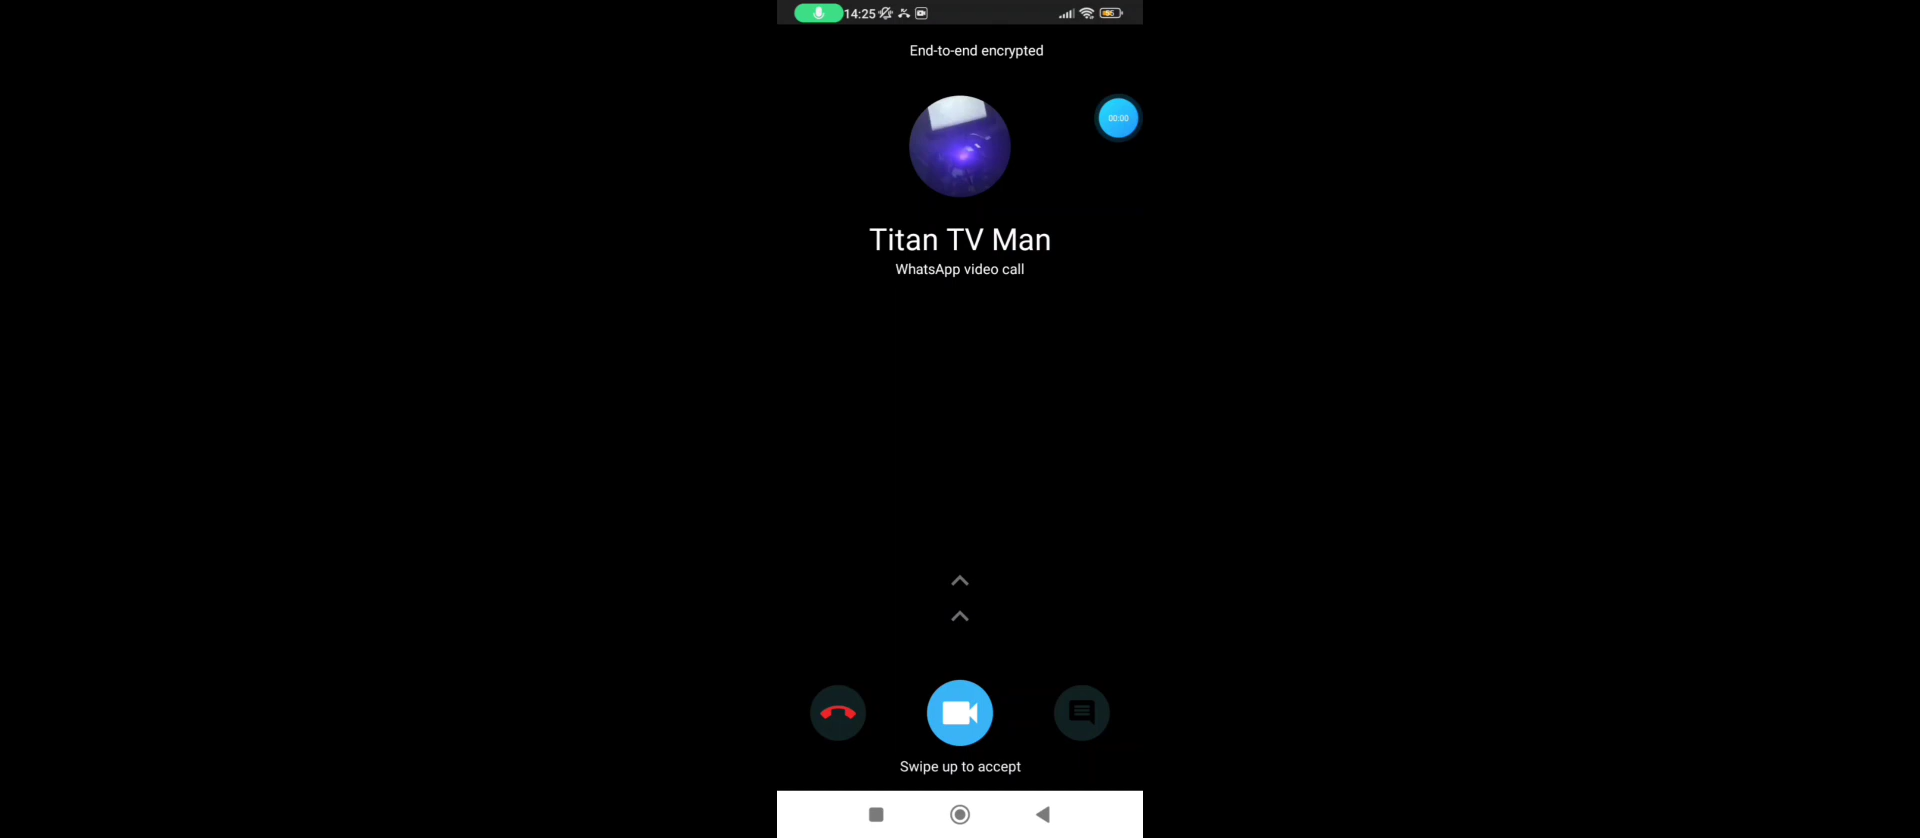 14:25
End-to-end encrypted
00:00
Titan TV Man
WhatsApp video call
Swipe up to accept